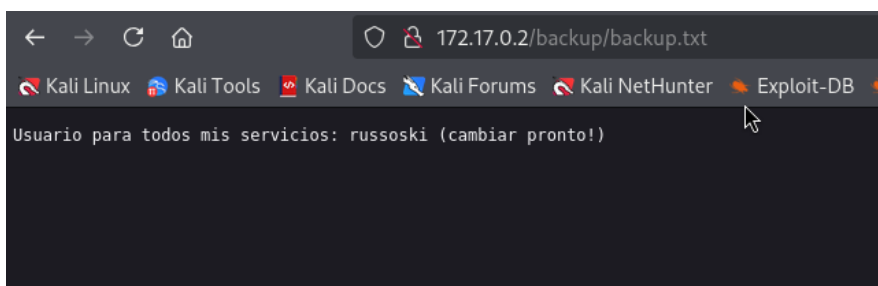 172.17.0.2/backup/backup.txt
Kali Linux Kali Tools Kali Docs Kali Forums Kali NetHunter Exploit-DB
Usuario para todos mis servicios: russoski (cambiar pronto!)